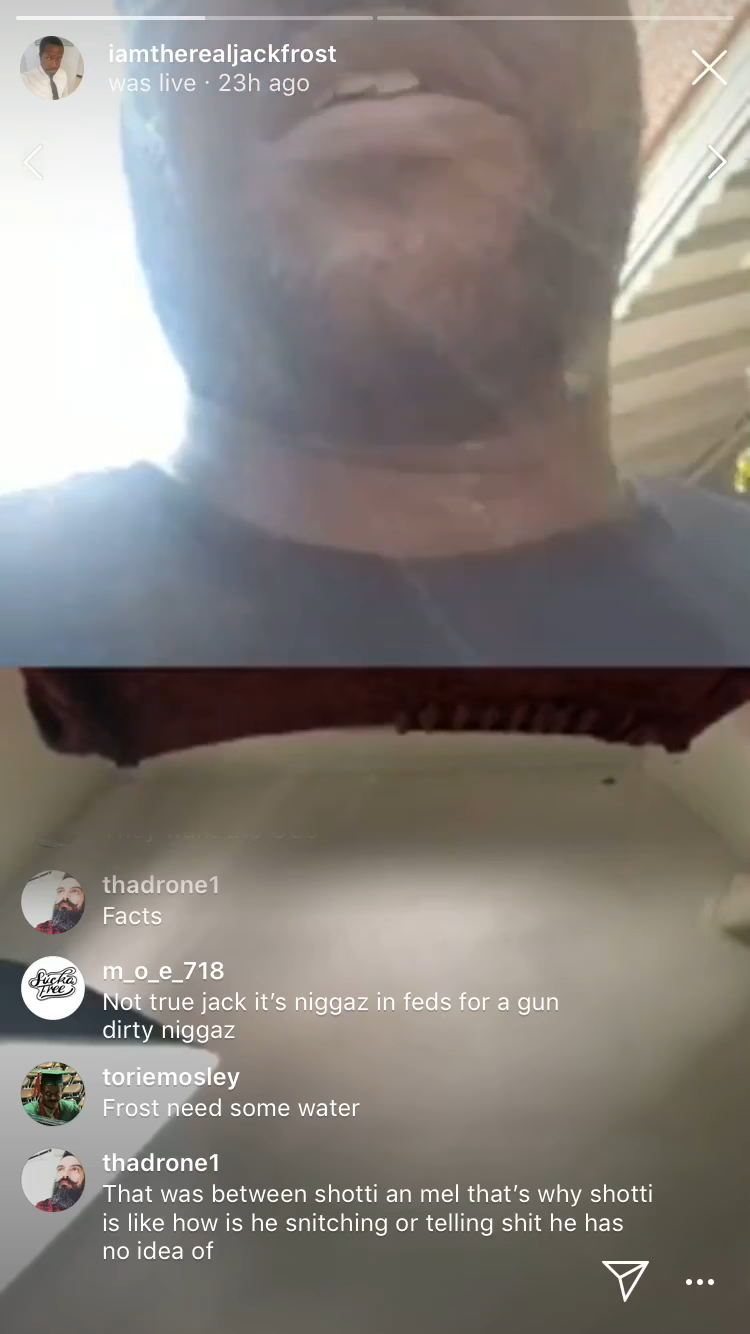 iamtherealjackfrost
was live · 23h ago
thadrone1
Facts
m_o_e_718
Not true jack it’s niggaz in feds for a gun
dirty niggaz
Sucka
Free
toriemosley
Frost need some water
thadrone1
That was between shotti an mel that’s why shotti
is like how is he snitching or telling shit he has
no idea of